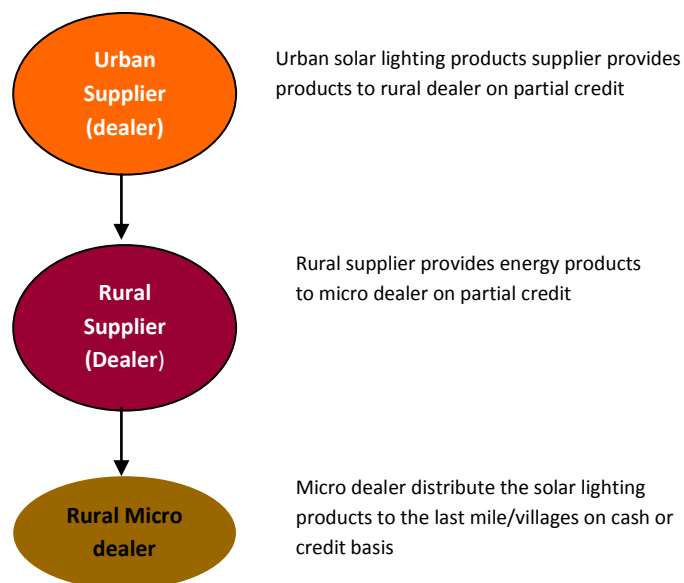 Urban
Supplier
(dealer)
Urban solar lighting products supplier provides
products to rural dealer on partial credit
Rural
Supplier
(Dealer)
Rural supplier provides energy products
to micro dealer on partial credit
Rural Micro
dealer
Micro dealer distribute the solar lighting
products to the last mile/villages on cash or
credit basis